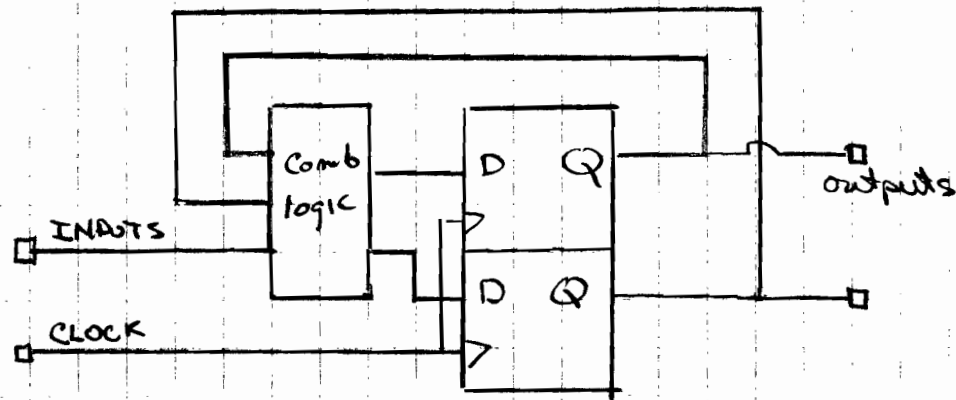 Comb
logic
D Q
outputs
INPUTS
D Q
CLOCK